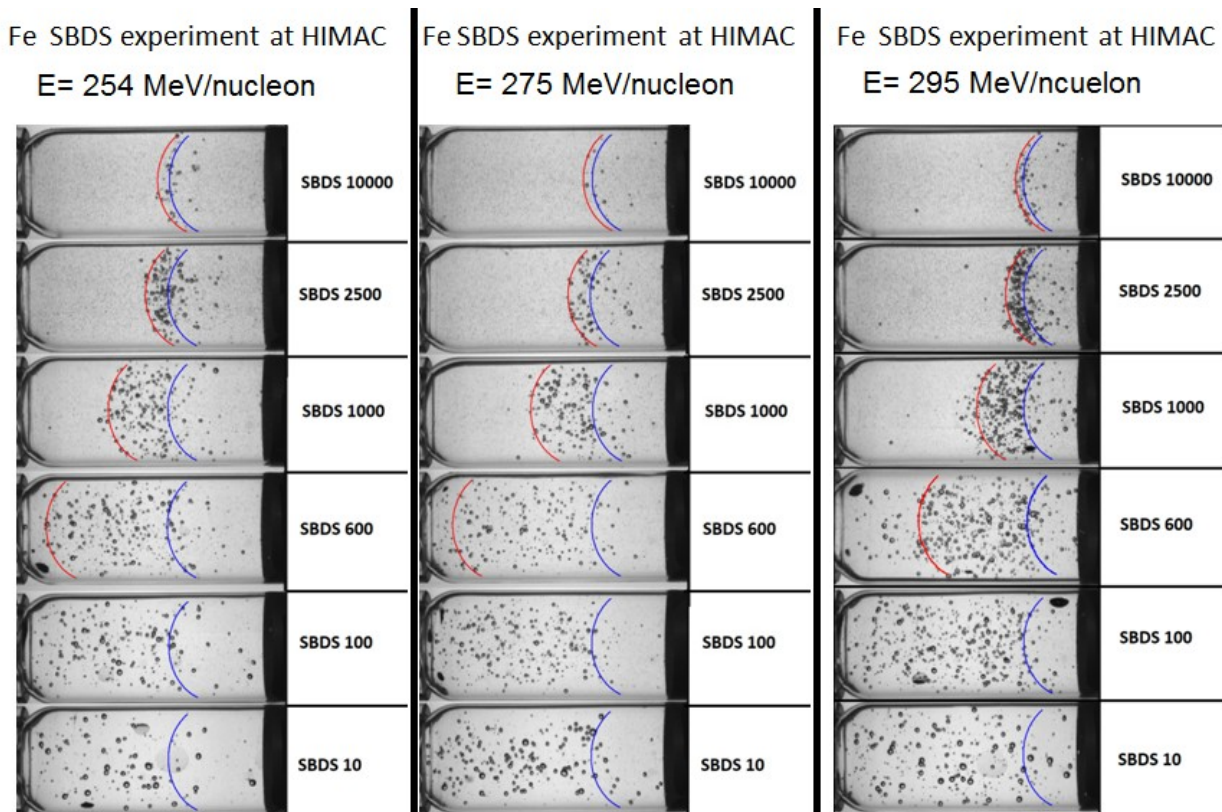 Fe SBDS experiment at HIMAC
E= 254 MeV/nucleon
SBDS 10000
SBDS 2500
SBDS 1000
SBDS 600
SBDS 100
SBDS 10
Fe SBDS experiment at HIMAC
E= 275 MeV/nucleon
SBDS 10000
SBDS 2500
SBDS 1000
SBDS 600
SBDS 100
SBDS 10
Fe SBDS experiment at HIMAC
E= 295 MeV/ncuelon
SBDS 10000
SBDS 2500
SBDS 1000
SBDS 600
SBDS 100
SBDS 10